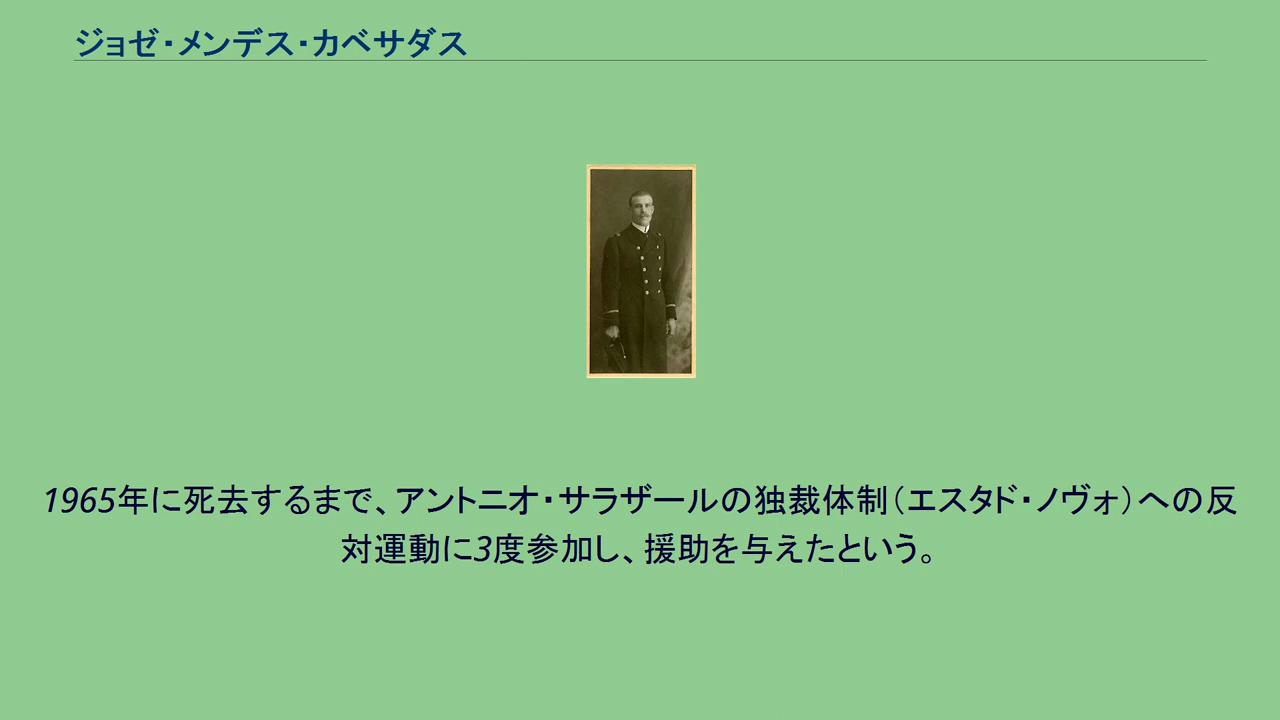 ジョゼ・メンデス・カベサダス
1965年に死去するまで、アントニオ・サラザールの独裁体制（エスタド・ノヴォ）への反
対運動に3度参加し、援助を与えたという。